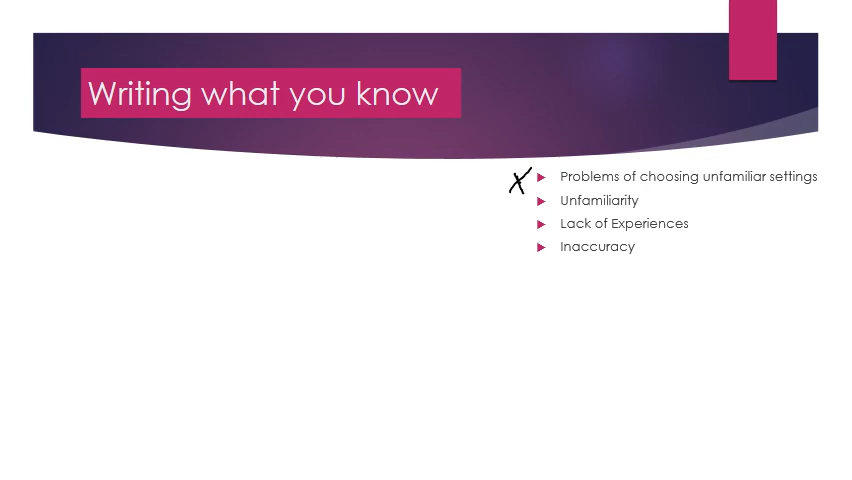 Writing what you know
X
Problems of choosing unfamiliar settings
Unfamiliarity
Lack of Experiences
Inaccuracy